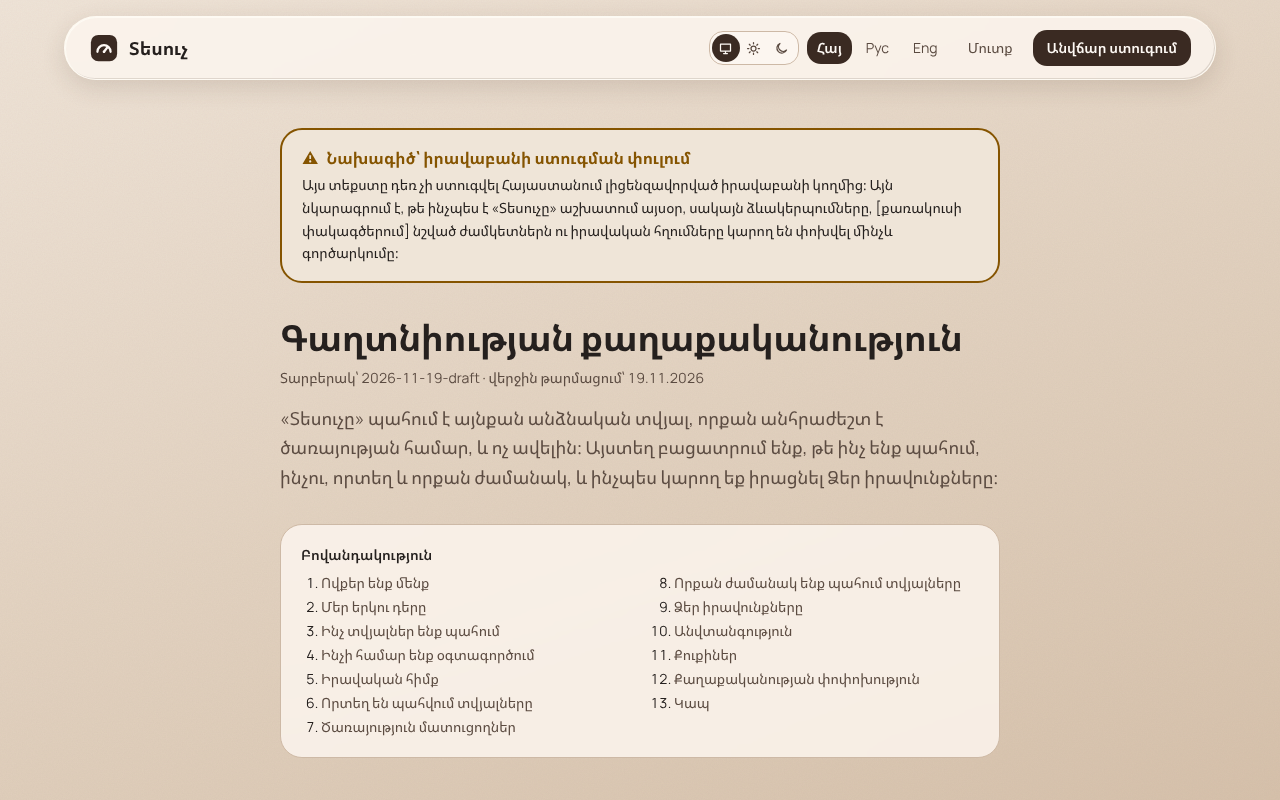 Տեսուչ
Հայ
Рус
Eng
Մուտք
Անվճար ստուգում
Նախագիծ՝ իրավաբանի ստուգման փուլում
Այս տեքստը դեռ չի ստուգվել Հայաստանում լիցենզավորված իրավաբանի կողմից։ Այն
նկարագրում է, թե ինչպես է «Տեսուչը» աշխատում այսօր, սակայն ձևակերպումները, [քառակուսի
փակագծերում] նշված ժամկետներն ու իրավական հղումները կարող են փոխվել մինչև
գործարկումը։
Գաղտնիության քաղաքականություն
Տարբերակ՝ 2026-11-19-draft · վերջին թարմացում՝ 19.11.2026
«Տեսուչը» պահում է այնքան անձնական տվյալ, որքան անհրաժեշտ է
ծառայության համար, և ոչ ավելին։ Այստեղ բացատրում ենք, թե ինչ ենք պահում,
ինչու, որտեղ և որքան ժամանակ, և ինչպես կարող եք իրացնել Ձեր իրավունքները։
Բովանդակություն
1. Ովքեր ենք մենք
2. Մեր երկու դերը
3. Ինչ տվյալներ ենք պահում
4. Ինչի համար ենք օգտագործում
5. Իրավական հիմք
6. Որտեղ են պահվում տվյալները
7. Ծառայություն մատուցողներ
8. Որքան ժամանակ ենք պահում տվյալները
9. Ձեր իրավունքները
10. Անվտանգություն
11. Քուքիներ
12. Քաղաքականության փոփոխություն
13. Կապ